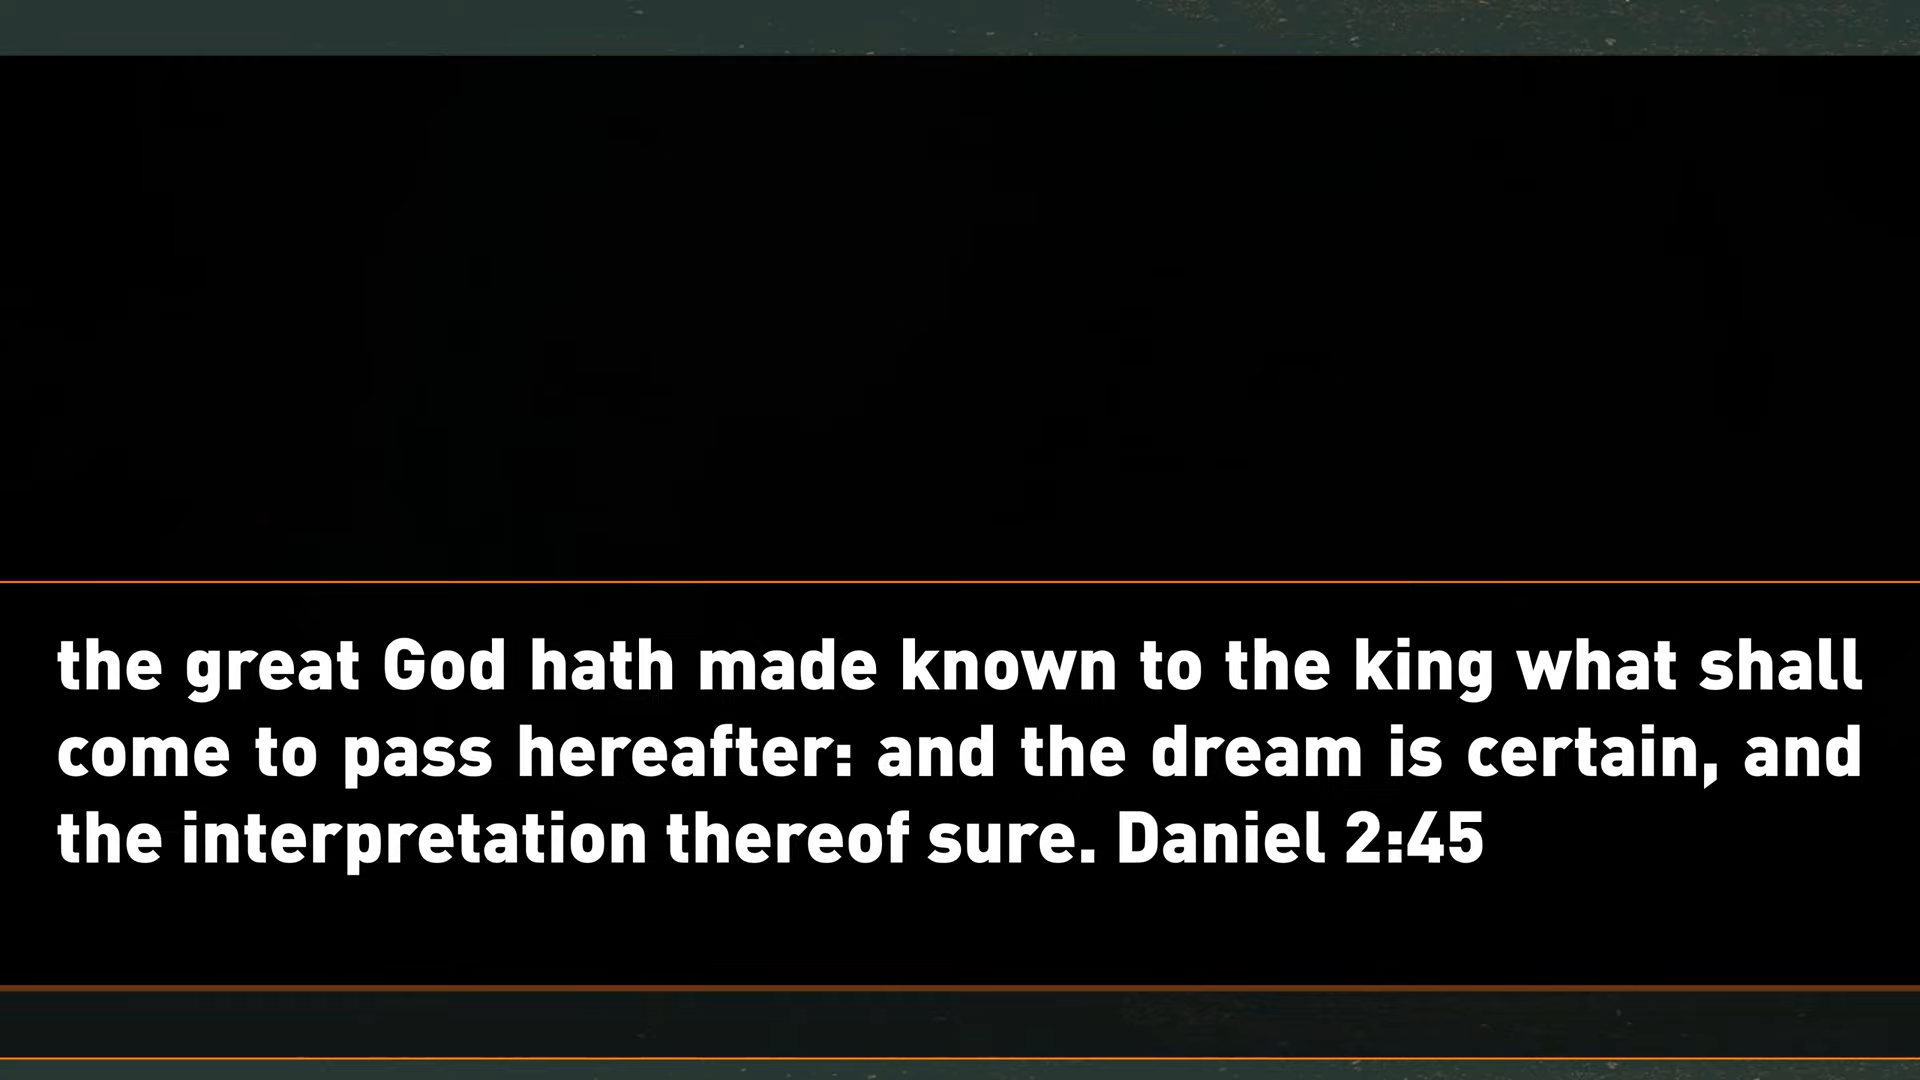 the great God hath made known to the king what shall
come to pass hereafter: and the dream is certain, and
the interpretation thereof sure. Daniel 2:45